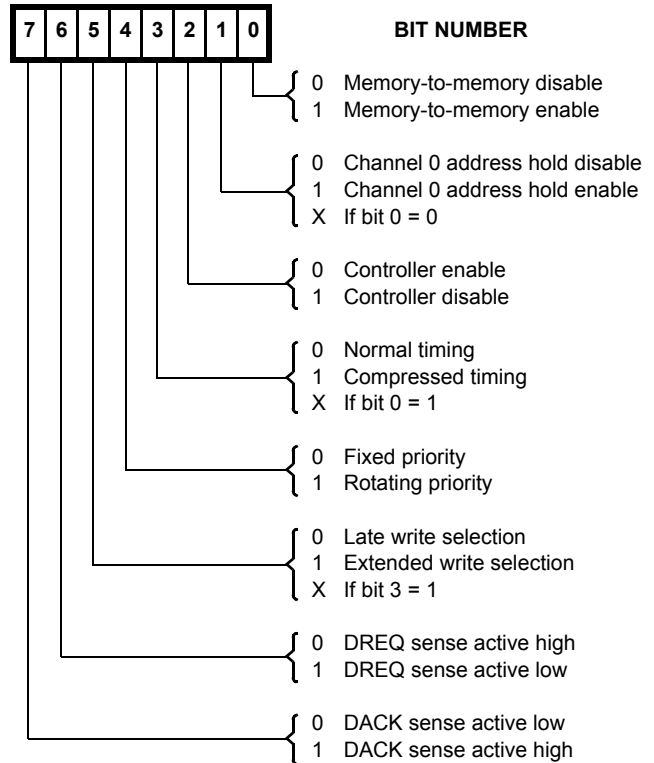 7 6 5 4 3 2 1 0 BIT NUMBER
0 Memory-to-memory disable
1 Memory-to-memory enable
0 Channel 0 address hold disable
1 Channel 0 address hold enable
X If bit 0 = 0
0 Controller enable
1 Controller disable
0 Normal timing
1 Compressed timing
X If bit 0 = 1
0 Fixed priority
1 Rotating priority
0 Late write selection
1 Extended write selection
X If bit 3 = 1
0 DREQ sense active high
1 DREQ sense active low
0 DACK sense active low
1 DACK sense active high